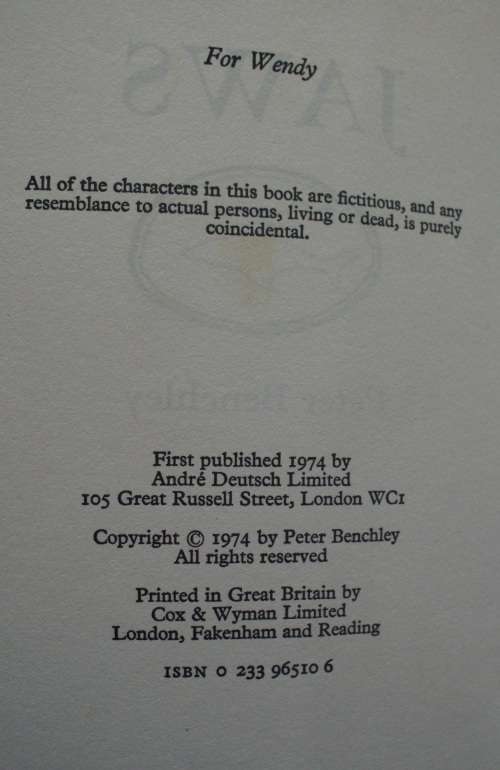 For Wendy
All of the characters in this book are fictitious, and any
resemblance to actual persons, living or dead, is purely
coincidental.
First published 1974 by
André Deutsch Limited
105 Great Russell Street, London WC1
Copyright © 1974 by Peter Benchley
All rights reserved
Printed in Great Britain by
Cox & Wyman Limited
London, Fakenham and Reading
ISBN 0 233 96510 6
JAWS
Peter Benchley